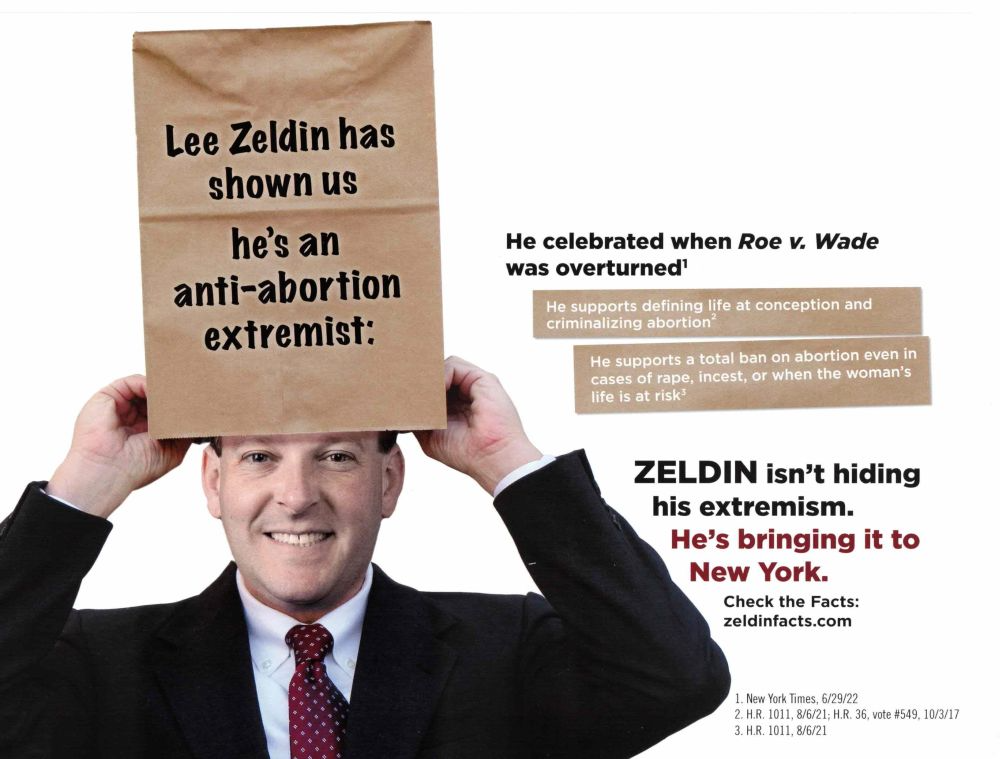 Lee Zeldin has
shown us
he's an
anti-abortion
extremist:
He celebrated when Roe v. Wade
was overturned¹
He supports defining life at conception and
criminalizing abortion²
He supports a total ban on abortion even in
cases of rape, incest, or when the woman's
life is at risk³
ZELDIN isn't hiding
his extremism.
He's bringing it to
New York.
Check the Facts:
zeldinfacts.com
1. New York Times, 6/29/22
2. H.R. 1011, 8/6/21; H.R. 36, vote #549, 10/3/17
3. H.R. 1011, 8/6/21